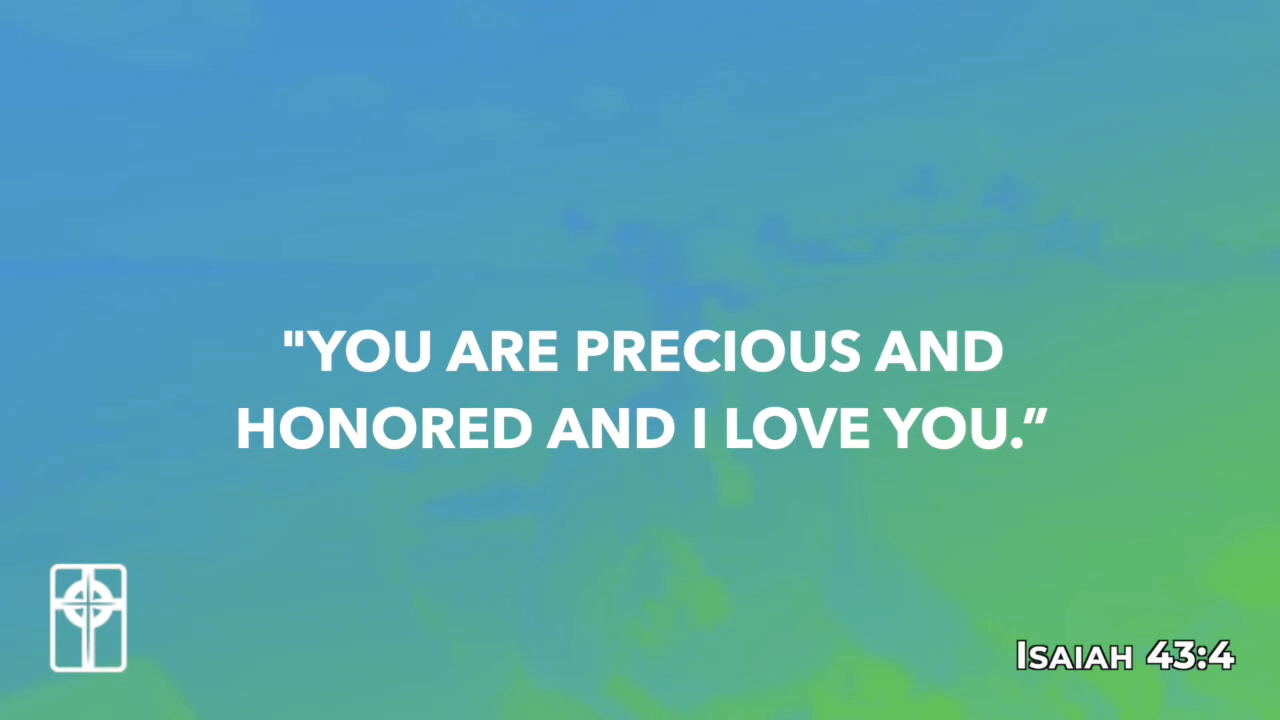 "YOU ARE PRECIOUS AND
HONORED AND I LOVE YOU.”
Isaiah 43:4